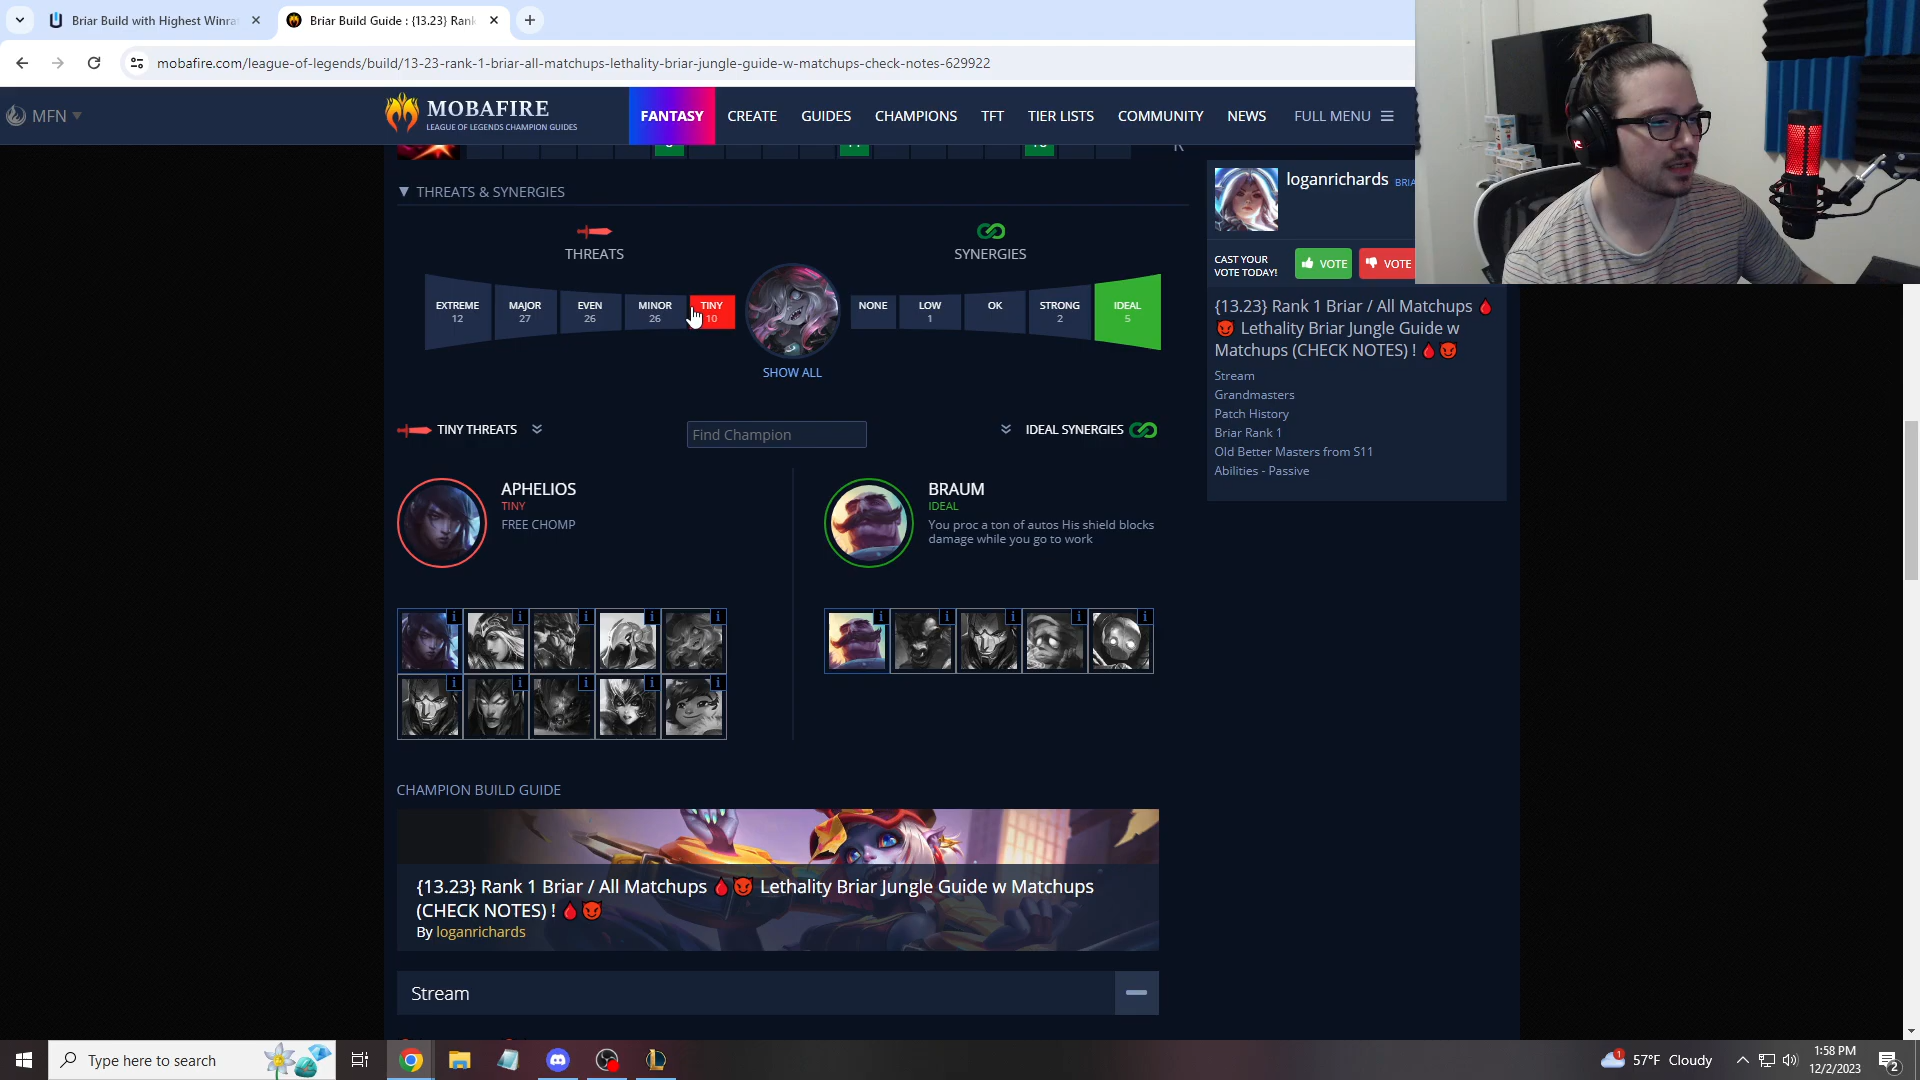 Briar Build with Highest Winra
Briar Build Guide : {13.23} Rank
mobafire.com/league-of-legends/build/13-23-rank-1-briar-all-matchups-lethality-briar-jungle-guide-w-matchups-check-notes-629922
MFN
MOBAFIRE
LEAGUE OF LEGENDS CHAMPION GUIDES
FANTASY
CREATE
GUIDES
CHAMPIONS
TFT
TIER LISTS
COMMUNITY
NEWS
FULL MENU
R
THREATS & SYNERGIES
THREATS
SYNERGIES
EXTREME
12
MAJOR
27
EVEN
26
MINOR
26
TINY
10
NONE
LOW
1
OK
STRONG
2
IDEAL
5
SHOW ALL
TINY THREATS
Find Champion
IDEAL SYNERGIES
APHELIOS
TINY
FREE CHOMP
BRAUM
IDEAL
You proc a ton of autos His shield blocks
damage while you go to work
CHAMPION BUILD GUIDE
{13.23} Rank 1 Briar / All Matchups 🩸😈 Lethality Briar Jungle Guide w Matchups
(CHECK NOTES) ! 🩸😈
By loganrichards
Stream
loganrichards
BRIA
CAST YOUR
VOTE TODAY!
VOTE
VOTE
{13.23} Rank 1 Briar / All Matchups 🩸
😈 Lethality Briar Jungle Guide w
Matchups (CHECK NOTES) ! 🩸😈
Stream
Grandmasters
Patch History
Briar Rank 1
Old Better Masters from S11
Abilities - Passive
Type here to search
1
57°F Cloudy
1:58 PM
12/2/2023
2